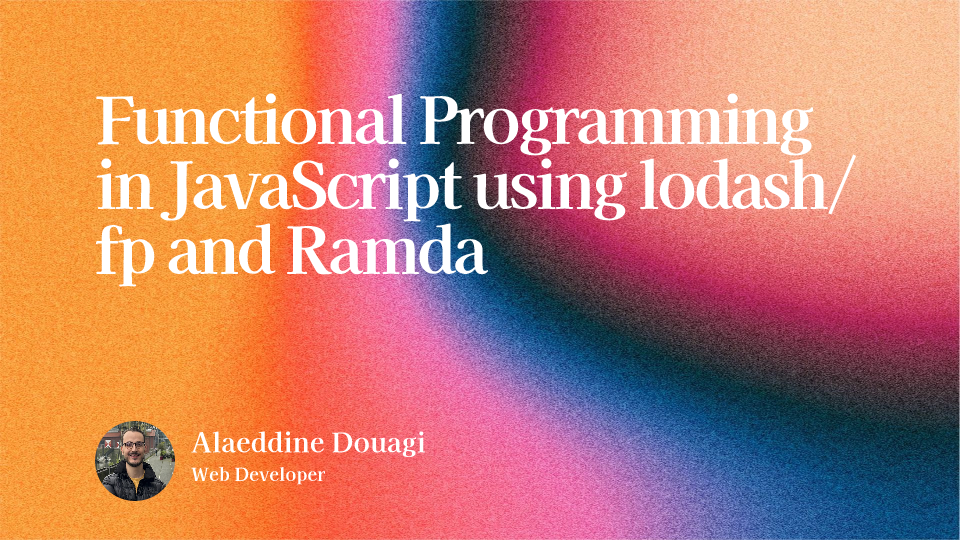 Functional Programming
in JavaScript using lodash/
fp and Ramda
Alaeddine Douagi
Web Developer